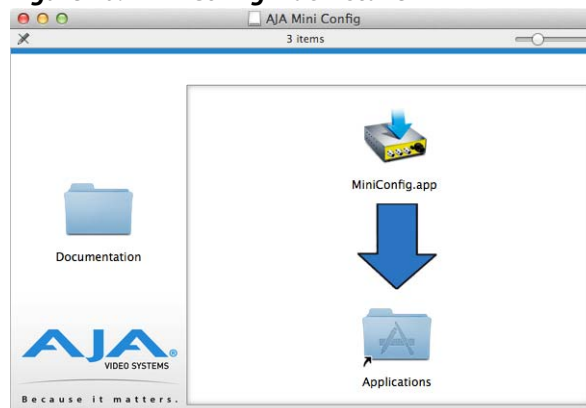 AJA Mini Config
3 items
MiniConfig.app
Documentation
AJA
VIDEO SYSTEMS
Because it matters.
Applications